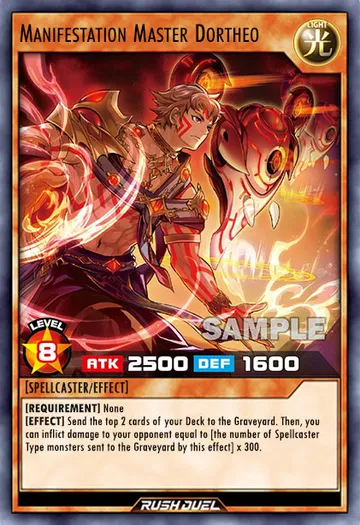 Manifestation Master Dortheo
LIGHT
光
SAMPLE
LEVEL
8
ATK 2500 DEF 1600
[SPELLCASTER/EFFECT]
[REQUIREMENT] None
[EFFECT] Send the top 2 cards of your Deck to the Graveyard. Then, you
can inflict damage to your opponent equal to [the number of Spellcaster
Type monsters sent to the Graveyard by this effect] x 300.
RUSH DUEL